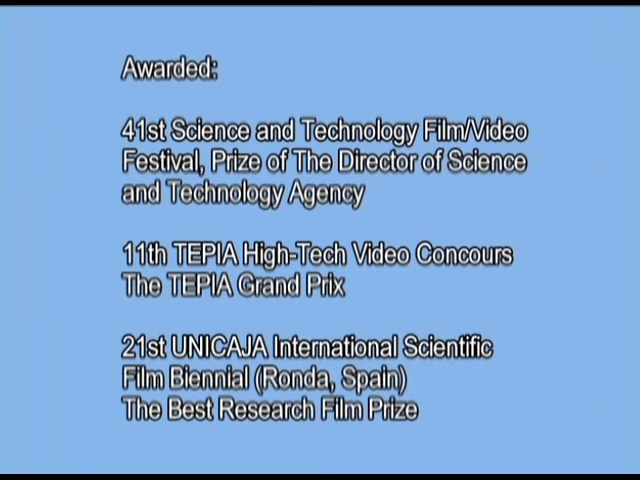 Awarded:
41st Science and Technology Film/Video
Festival, Prize of The Director of Science
and Technology Agency
11th TEPIA High-Tech Video Concours
The TEPIA Grand Prix
21st UNICAJA International Scientific
Film Biennial (Ronda, Spain)
The Best Research Film Prize